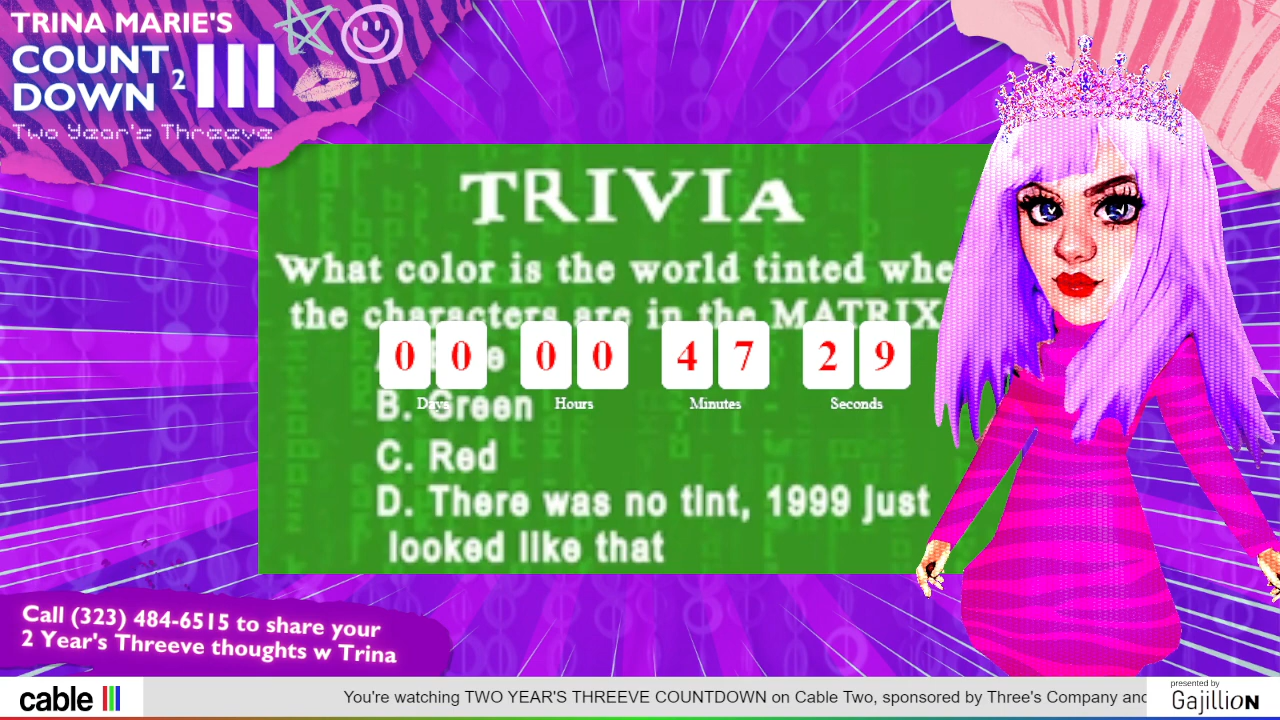 TRINA MARIE'S
COUNT
DOWN
2
III
Two Year's Threeve
TRIVIA
What color is the world tinted whe
the characters are in the MATRIX
0 0 0 0 4 7 2 9
Days Hours Minutes Seconds
B. Green
C. Red
D. There was no tint, 1999 just
looked like that
Call (323) 484-6515 to share your
2 Year's Threeve thoughts w Trina
cable III
You're watching TWO YEAR'S THREEVE COUNTDOWN on Cable Two, sponsored by Three's Company and
presented by
GajilliON